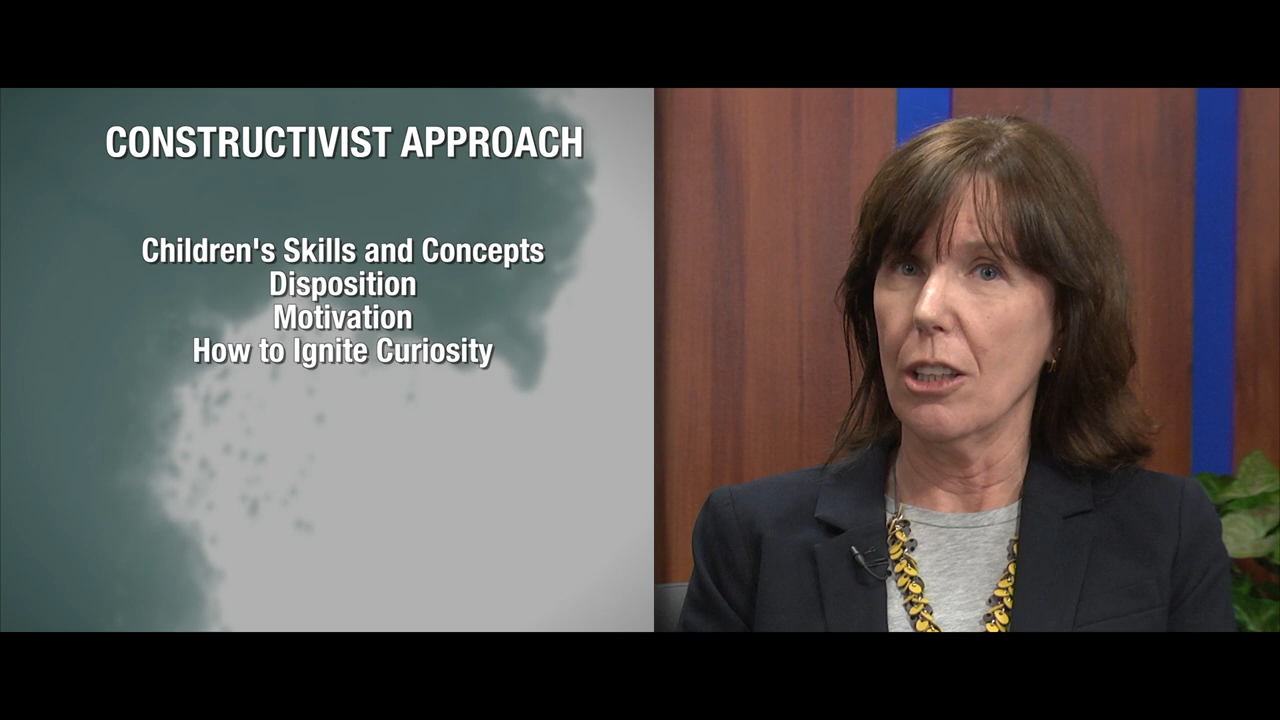 CONSTRUCTIVIST APPROACH
Children's Skills and Concepts
Disposition
Motivation
How to Ignite Curiosity